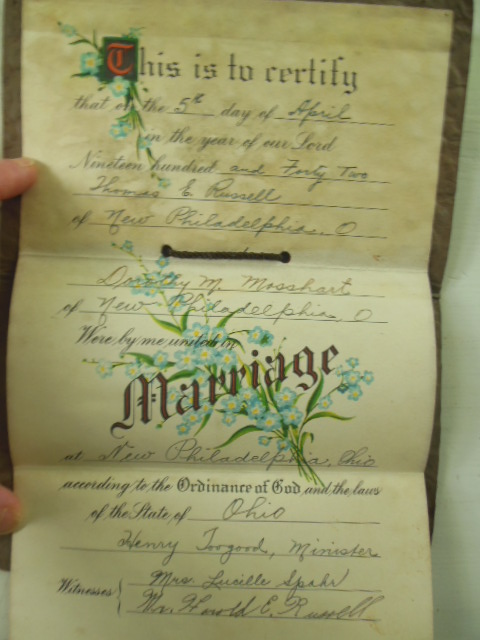 This is to certify
that on the 5th day of April
in the year of our Lord
Nineteen hundred and Forty Two
Thomas E. Russell
of New Philadelphia, O
Dorothy M. Mosshart
of New Philadelphia O
Were by me united in
Marriage
at New Philadelphia, Ohio
according to the Ordinance of God and the laws
of the State of Ohio
Henry Toogood, Minister
Mrs. Lucille Spahr
Witnesses
Mr. Harold E. Russell